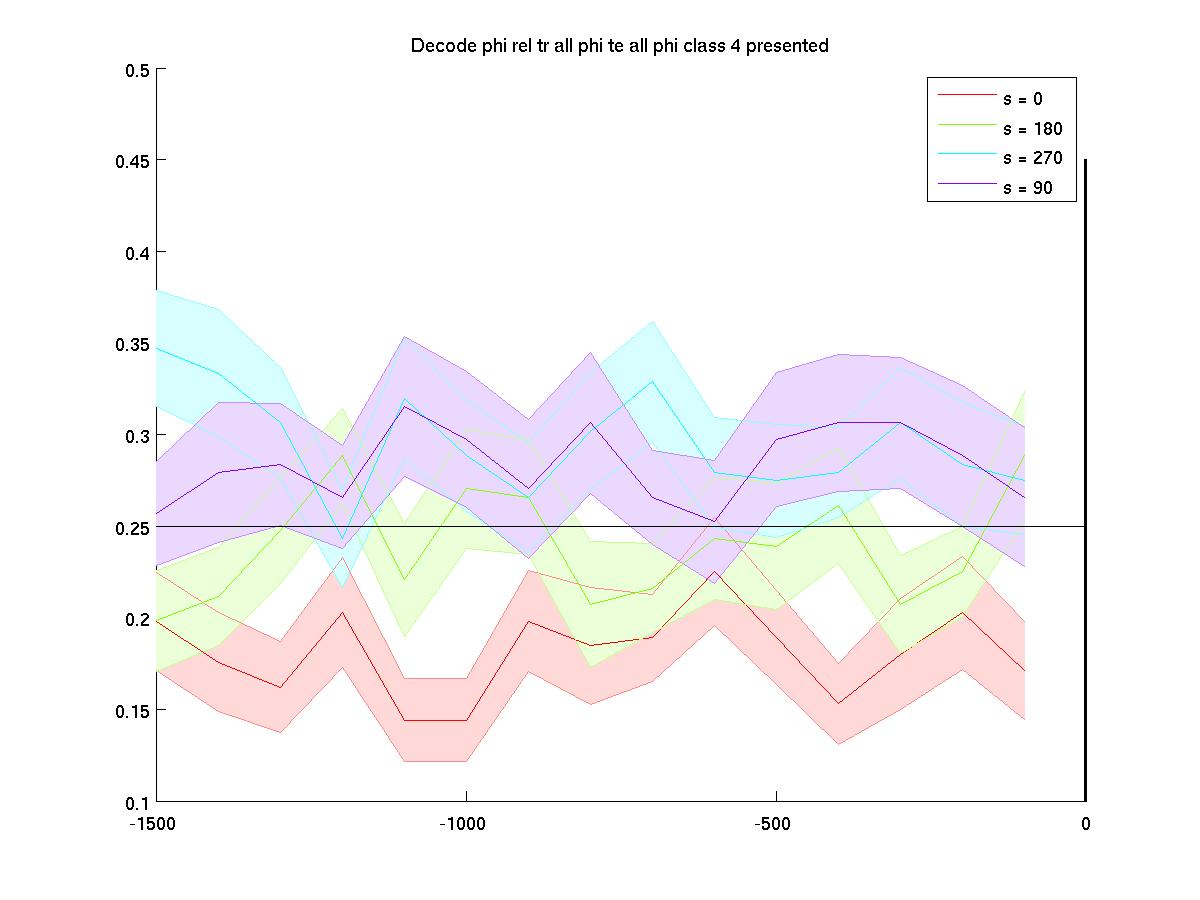 Decode phi rel tr all phi te all phi class 4 presented
0.5
s = 0
s = 180
s = 270
s = 90
0.45
0.4
0.35
0.3
0.25
0.2
0.15
0.1
-1500
-1000
-500
0